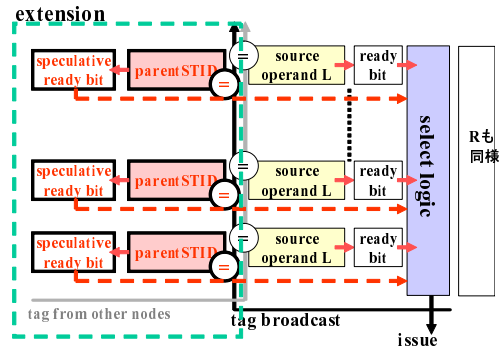 extension
speculative
ready bit
parentSTID
=
=
source
operand L
ready
bit
speculative
ready bit
parentSTID
=
=
source
operand L
ready
bit
speculative
ready bit
parentSTID
=
=
source
operand L
ready
bit
select logic
Rも
同様
tag from other nodes
tag broadcast
issue